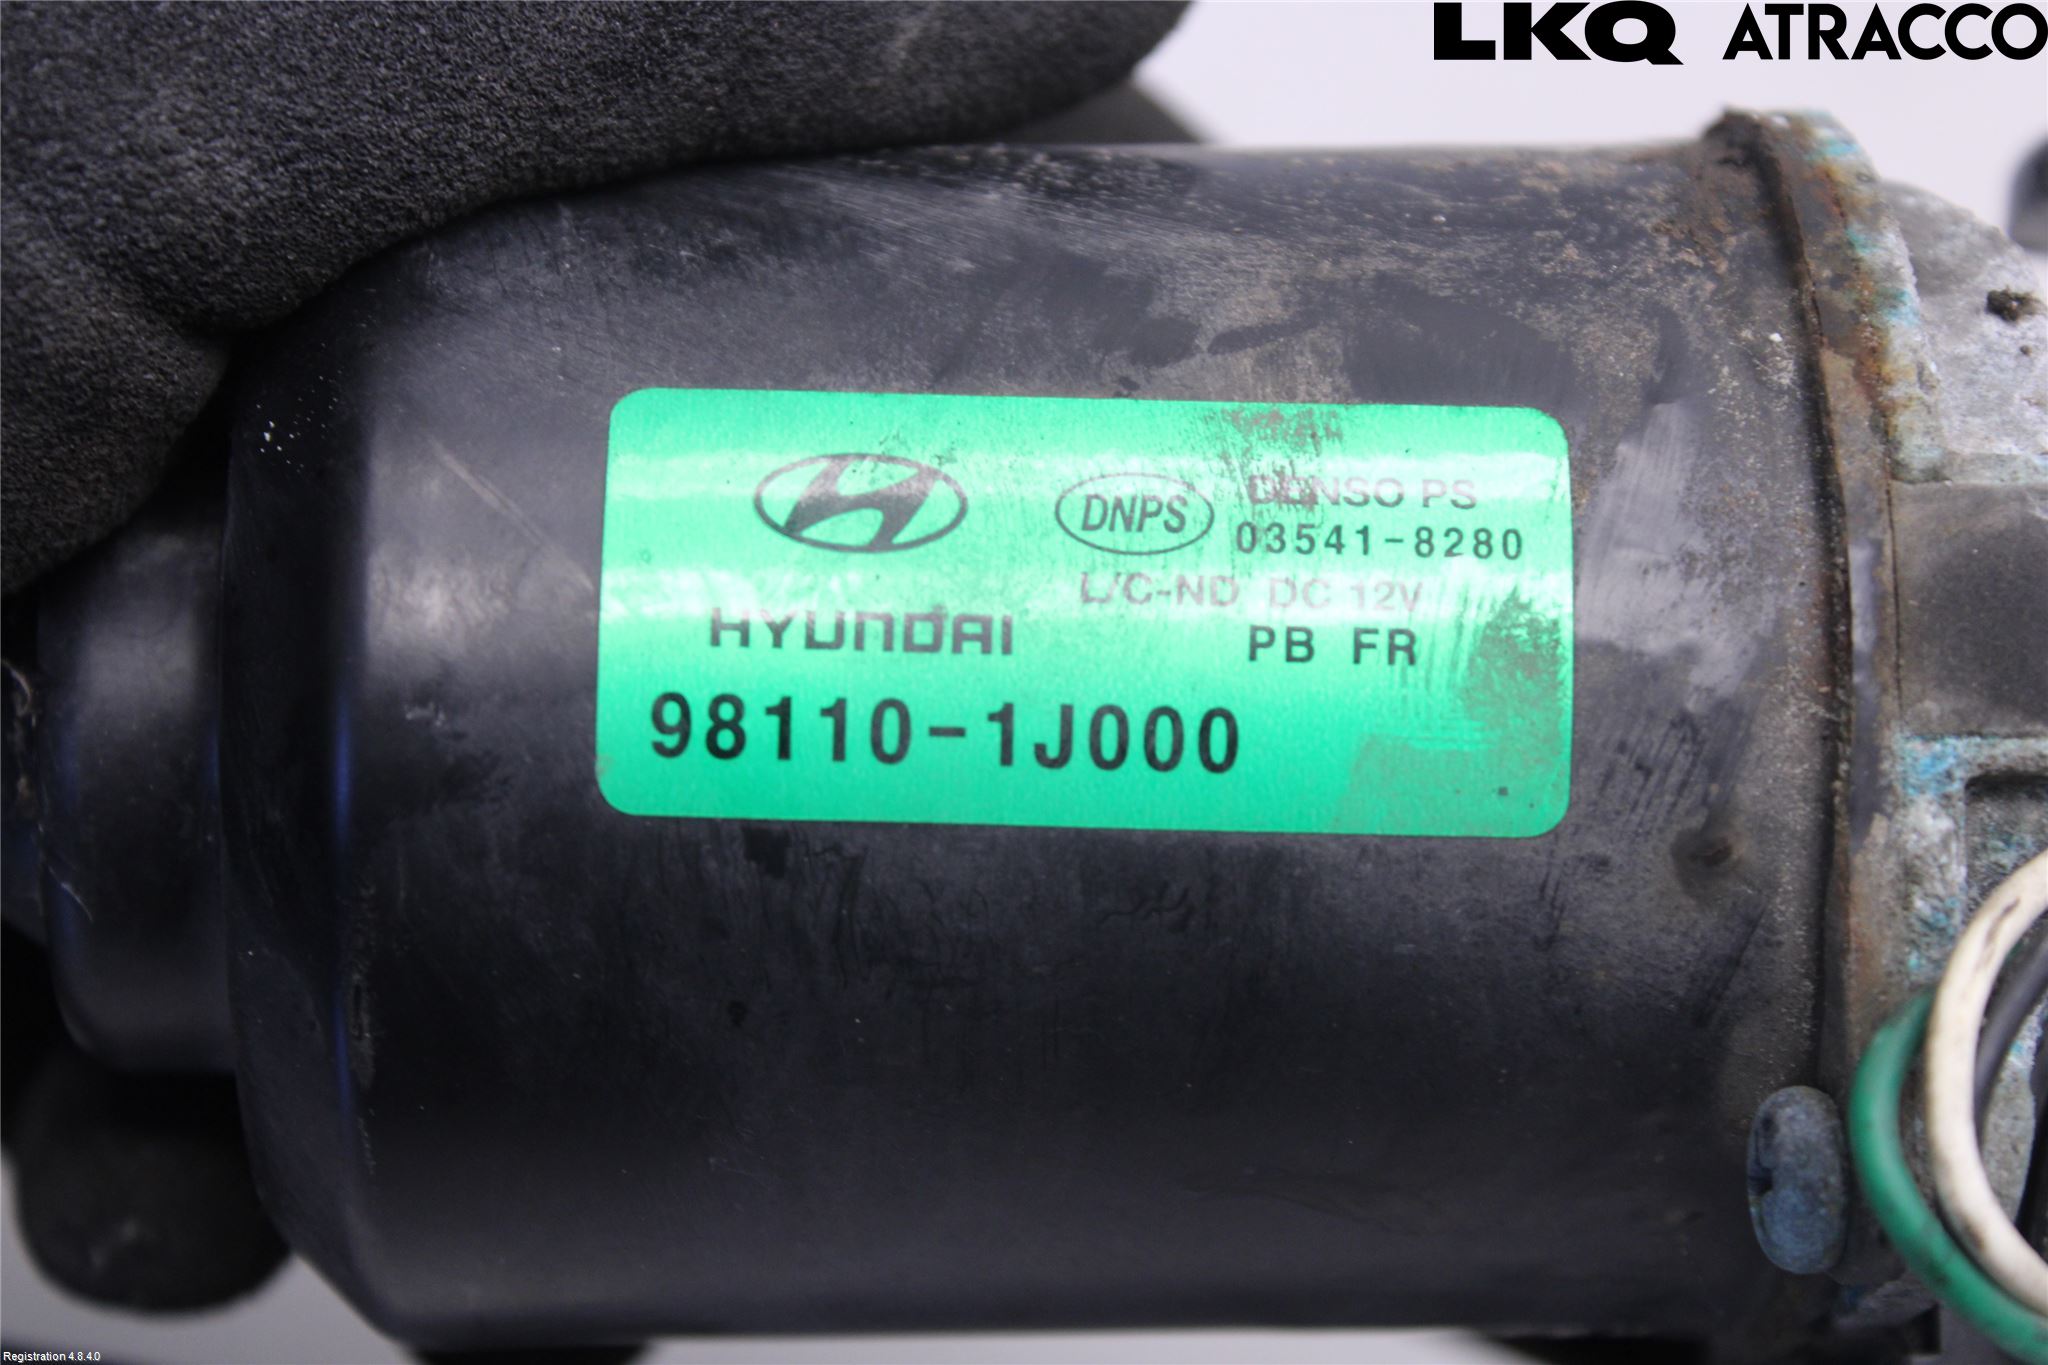 LKQ ATRACCO
DNPS
DENSO PS
03541-8280
L/C-ND DC 12V
HYUNDAI
PB FR
98110-1J000
Registration 4.8.4.0